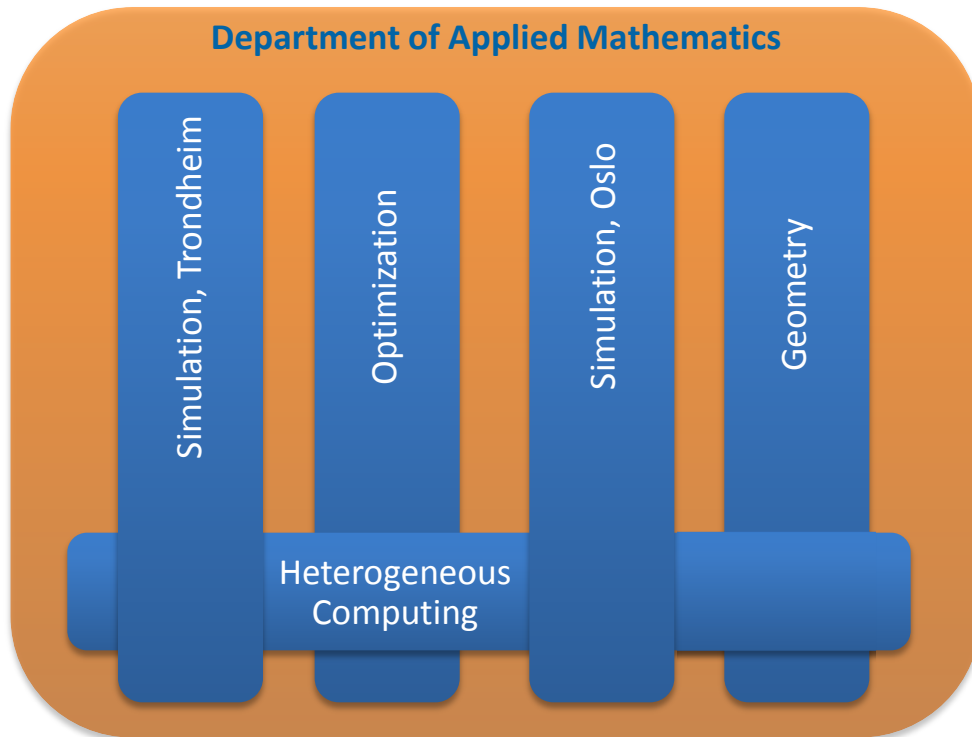 Department of Applied Mathematics
Simulation, Trondheim
Optimization
Simulation, Oslo
Geometry
Heterogeneous
Computing